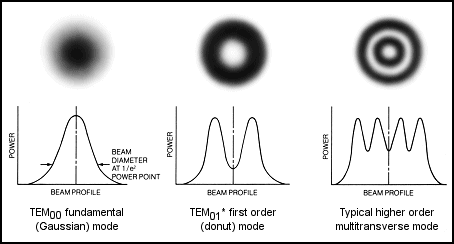 POWER
BEAM
DIAMETER
AT 1/e²
POWER POINT
BEAM PROFILE
TEM₀₀ fundamental
(Gaussian) mode
POWER
BEAM PROFILE
TEM₀₁* first order
(donut) mode
POWER
BEAM PROFILE
Typical higher order
multitransverse mode